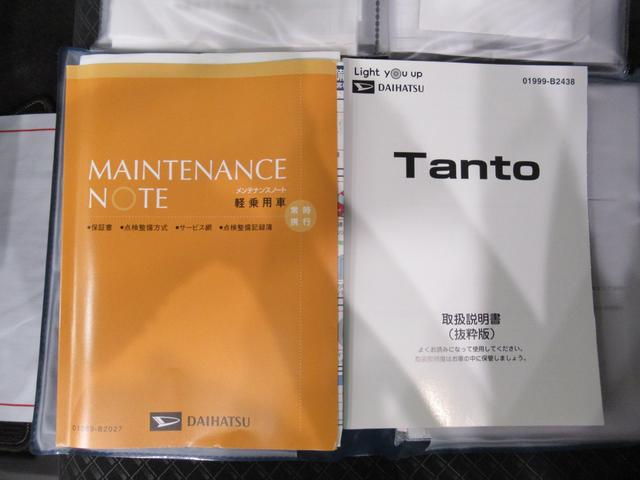 MAINTENANCE
NOTE
メンテナンスノート
軽乗用車
常時
携行
•保証書 •点検整備方式 •サービス網 •点検整備記録簿
DAIHATSU
Light you up
DAIHATSU
01999-B2438
Tanto
取扱説明書
（抜粋版）
よくお読みになって使用してください。
取扱説明書はお車の中に保管しましょう。